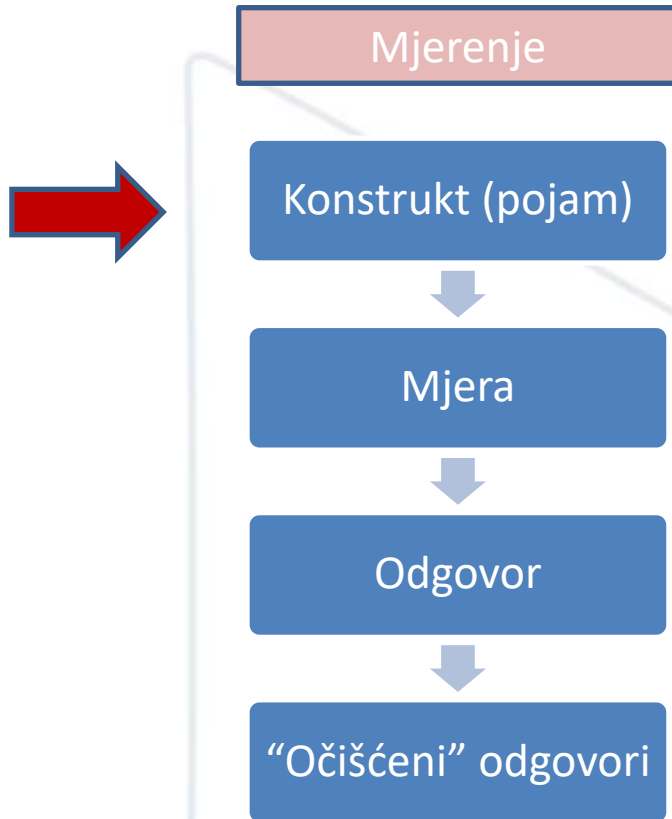 Mjerenje
Konstrukt (pojam)
Mjera
Odgovor
“Očišćeni” odgovori